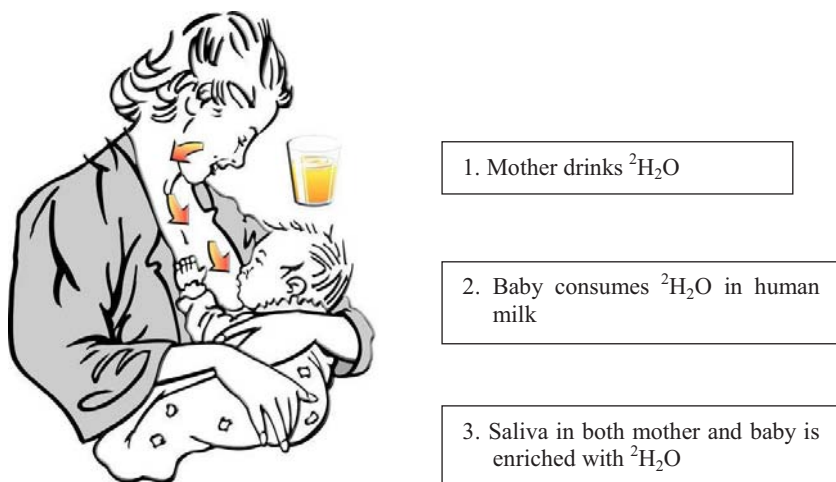 1. Mother drinks ²H₂O
2. Baby consumes ²H₂O in human
milk
3. Saliva in both mother and baby is
enriched with ²H₂O